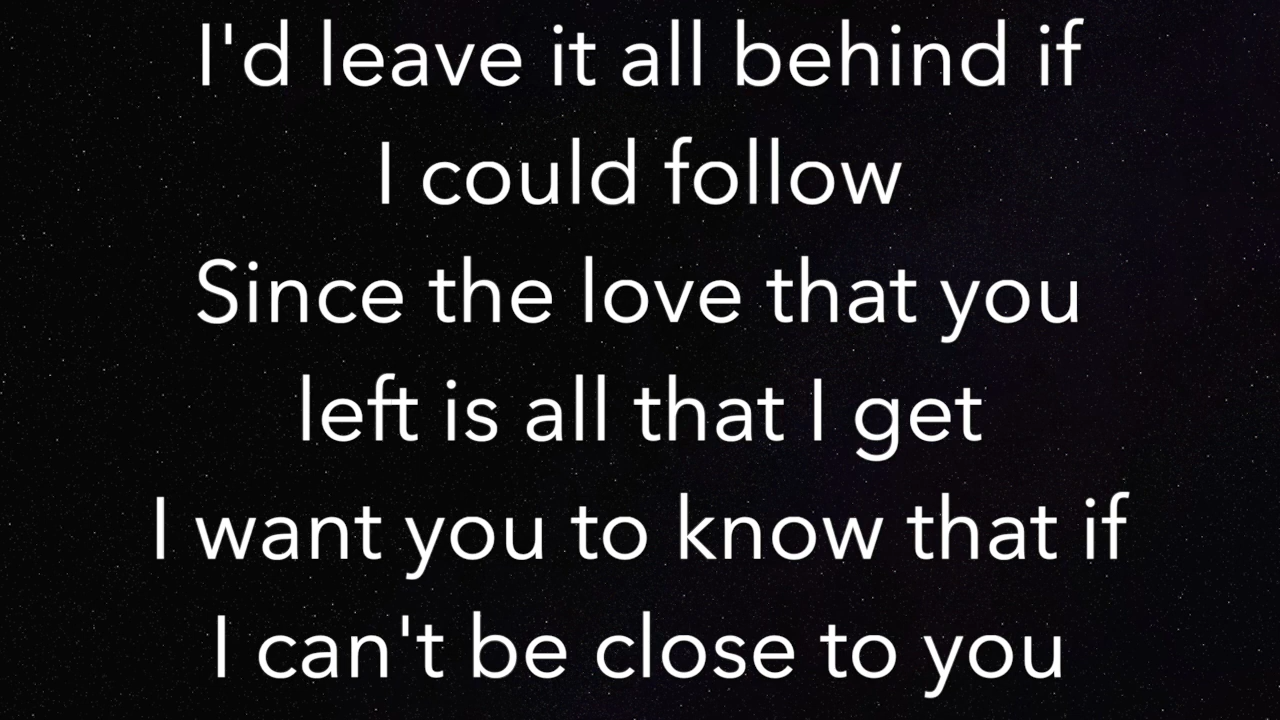 I'd leave it all behind if
I could follow
Since the love that you
left is all that I get
I want you to know that if
I can't be close to you